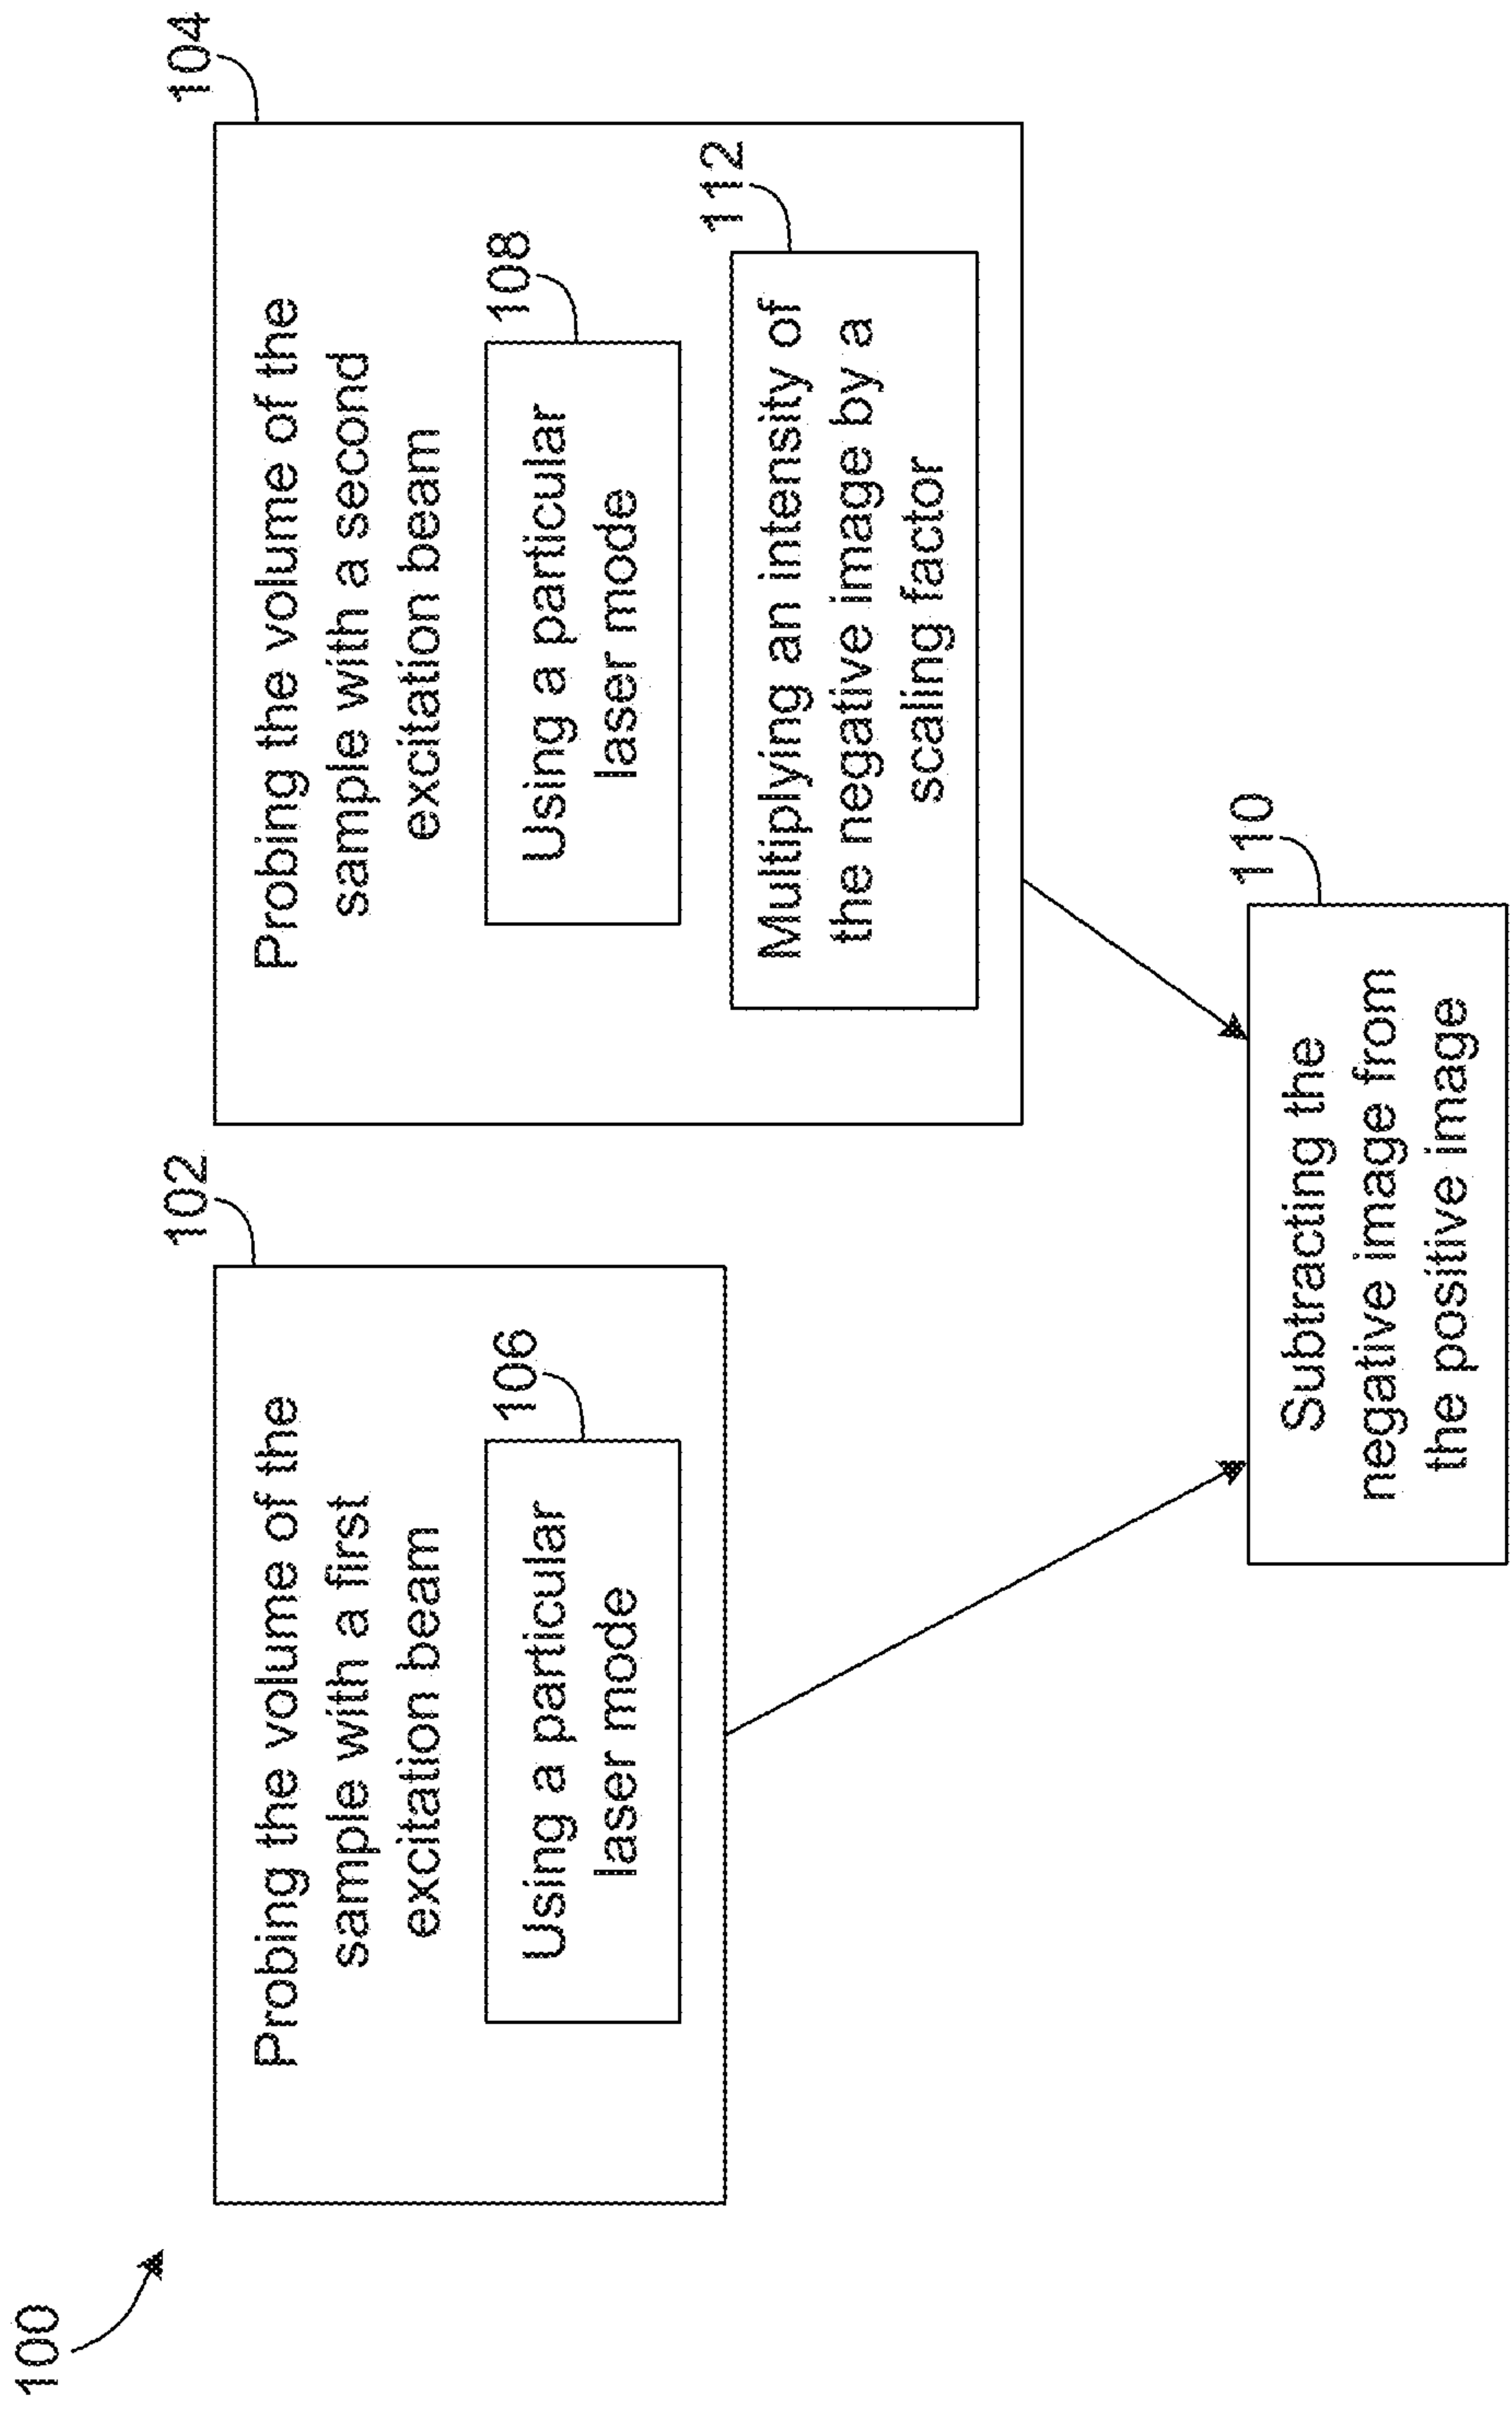 100
102
Probing the volume of the
sample with a first
excitation beam
106
Using a particular
laser mode
104
Probing the volume of the
sample with a second
excitation beam
108
Using a particular
laser mode
112
Multiplying an intensity of
the negative image by a
scaling factor
110
Subtracting the
negative image from
the positive image